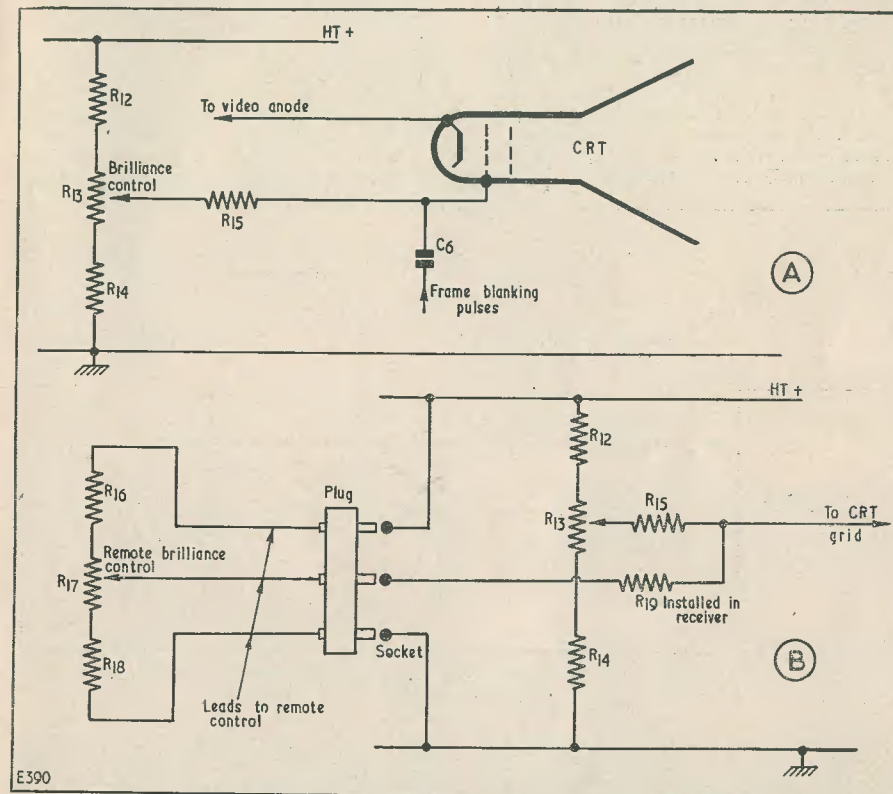 HT +
R12
To video anode
CRT
Brilliance
control
R13
R15
C6
R14
Frame blanking
pulses
A
HT +
R12
R16
Plug
R15
To CRT
grid
R13
Remote brilliance
control
R17
R19 Installed in
receiver
R14
R18
Socket
B
Leads to remote
control
E390